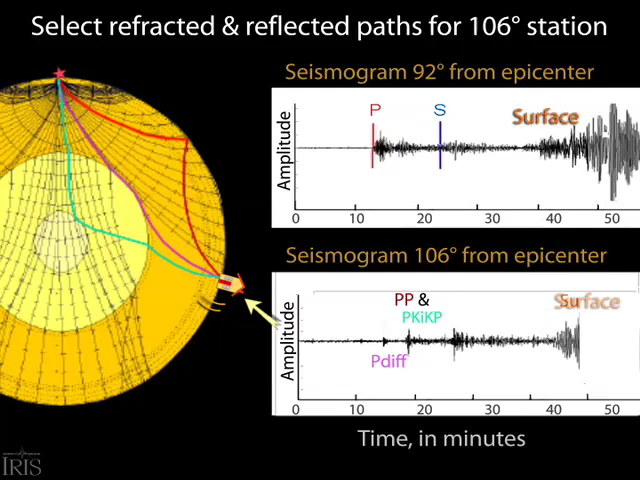 Select refracted & reflected paths for 106° station
Seismogram 92° from epicenter
P
S
Surface
Amplitude
0 10 20 30 40 50
Seismogram 106° from epicenter
PP &
PKiKP
Su
Surface
Pdiff
Amplitude
0 10 20 30 40 50
Time, in minutes
IRIS